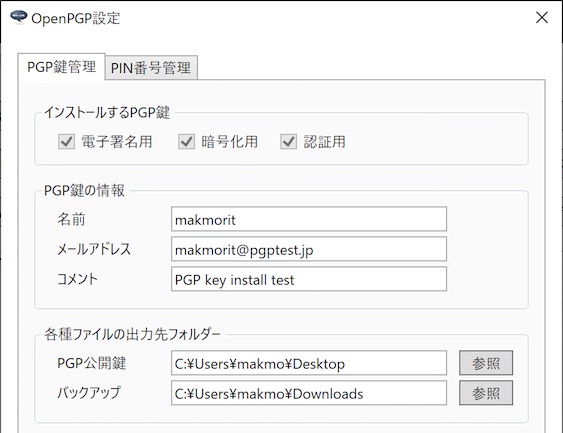 OpenPGP設定
PGP鍵管理 PIN番号管理
インストールするPGP鍵
電子署名用 暗号化用 認証用
PGP鍵の情報
名前 makmorit
メールアドレス makmorit@pgptest.jp
コメント PGP key install test
各種ファイルの出力先フォルダー
PGP公開鍵 C:¥Users¥makmo¥Desktop 参照
バックアップ C:¥Users¥makmo¥Downloads 参照